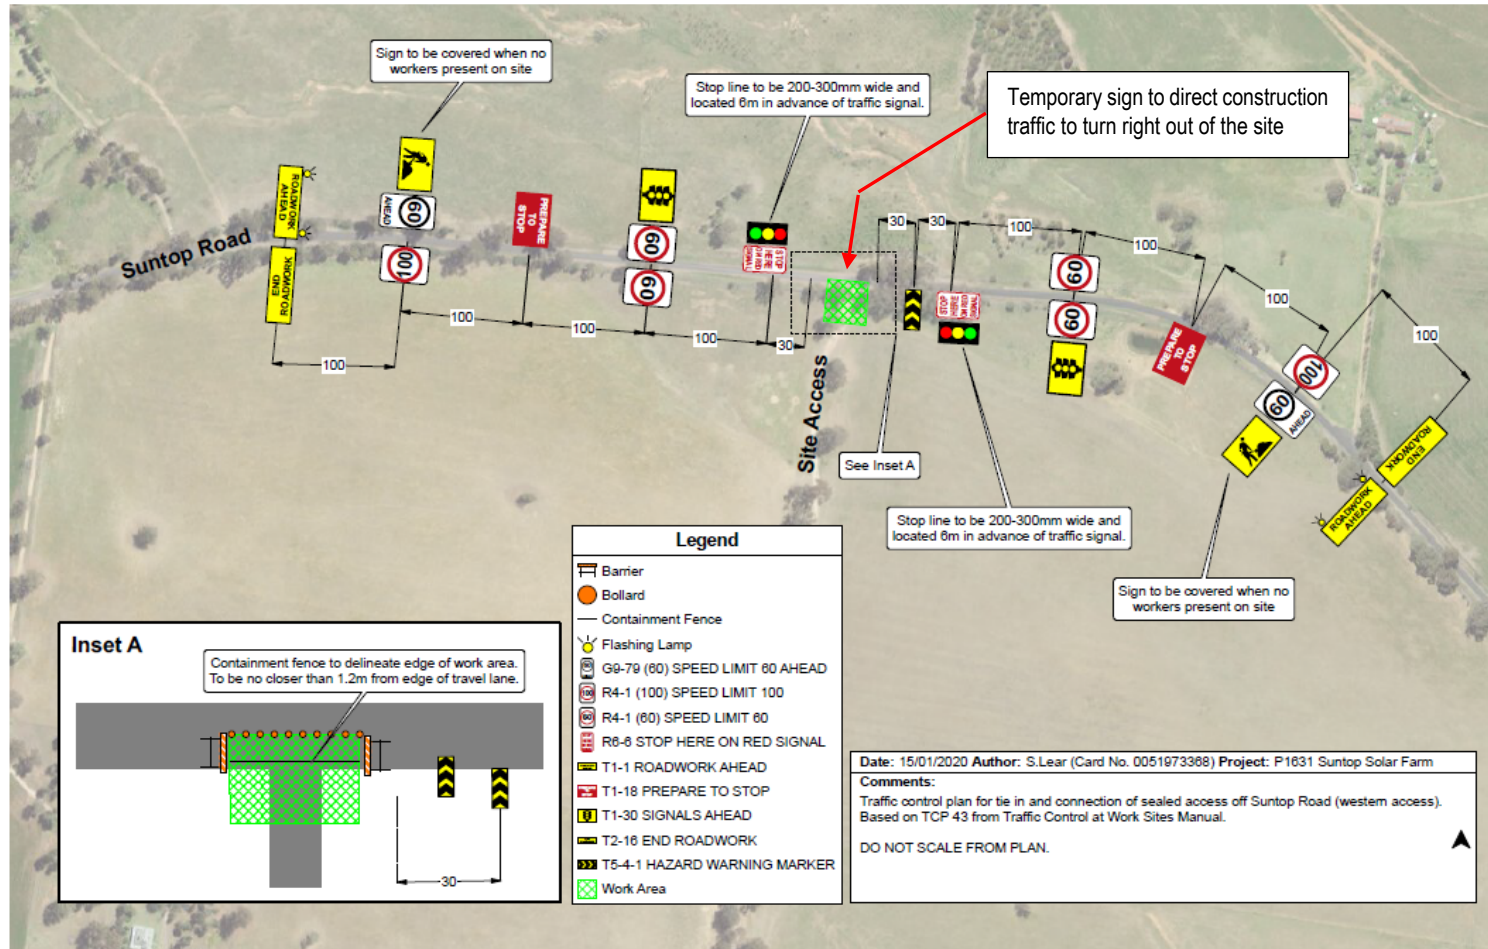 Sign to be covered when no
workers present on site
Stop line to be 200-300mm wide and
located 6m in advance of traffic signal.
Temporary sign to direct construction
traffic to turn right out of the site
Suntop Road
ROADWORK
AHEAD
END
ROADWORK
60
AHEAD
100
PREPARE
TO
STOP
60
60
STOP
HERE
ON RED
SIGNAL
100
100
100
100
30
30
30
100
100
100
100
STOP
HERE
ON RED
SIGNAL
60
60
PREPARE
TO
STOP
100
60
AHEAD
END
ROADWORK
ROADWORK
AHEAD
Site Access
See Inset A
Stop line to be 200-300mm wide and
located 6m in advance of traffic signal.
Sign to be covered when no
workers present on site
Legend
Barrier
Bollard
Containment Fence
Flashing Lamp
G9-79 (60) SPEED LIMIT 60 AHEAD
100
R4-1 (100) SPEED LIMIT 100
60
R4-1 (60) SPEED LIMIT 60
R6-6 STOP HERE ON RED SIGNAL
T1-1 ROADWORK AHEAD
T1-18 PREPARE TO STOP
T1-30 SIGNALS AHEAD
T2-16 END ROADWORK
T5-4-1 HAZARD WARNING MARKER
Work Area
Inset A
Containment fence to delineate edge of work area.
To be no closer than 1.2m from edge of travel lane.
30
Date: 15/01/2020 Author: S.Lear (Card No. 0051973368) Project: P1631 Suntop Solar Farm
Comments:
Traffic control plan for tie in and connection of sealed access off Suntop Road (western access).
Based on TCP 43 from Traffic Control at Work Sites Manual.
DO NOT SCALE FROM PLAN.